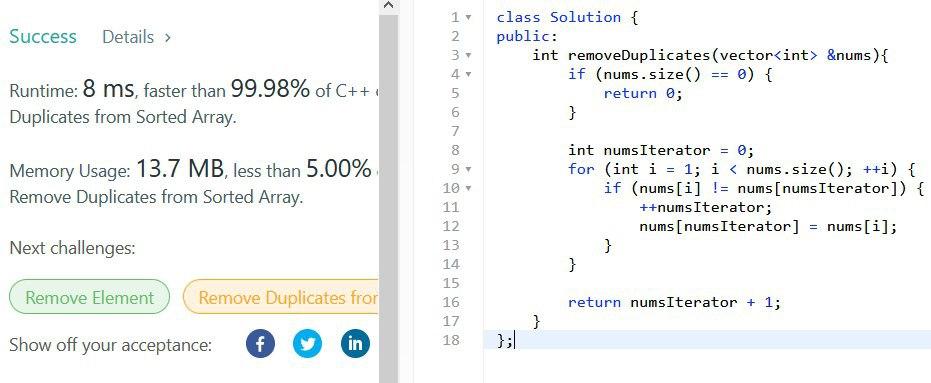 Success Details >
Runtime: 8 ms, faster than 99.98% of C++
Duplicates from Sorted Array.
Memory Usage: 13.7 MB, less than 5.00%
Remove Duplicates from Sorted Array.
Next challenges:
Remove Element Remove Duplicates from
Show off your acceptance: f in
1 class Solution {
2 public:
3 int removeDuplicates(vector<int> &nums){
4 if (nums.size() == 0) {
5 return 0;
6 }
7
8 int numsIterator = 0;
9 for (int i = 1; i < nums.size(); ++i) {
10 if (nums[i] != nums[numsIterator]) {
11 ++numsIterator;
12 nums[numsIterator] = nums[i];
13 }
14 }
15
16 return numsIterator + 1;
17 }
18 };